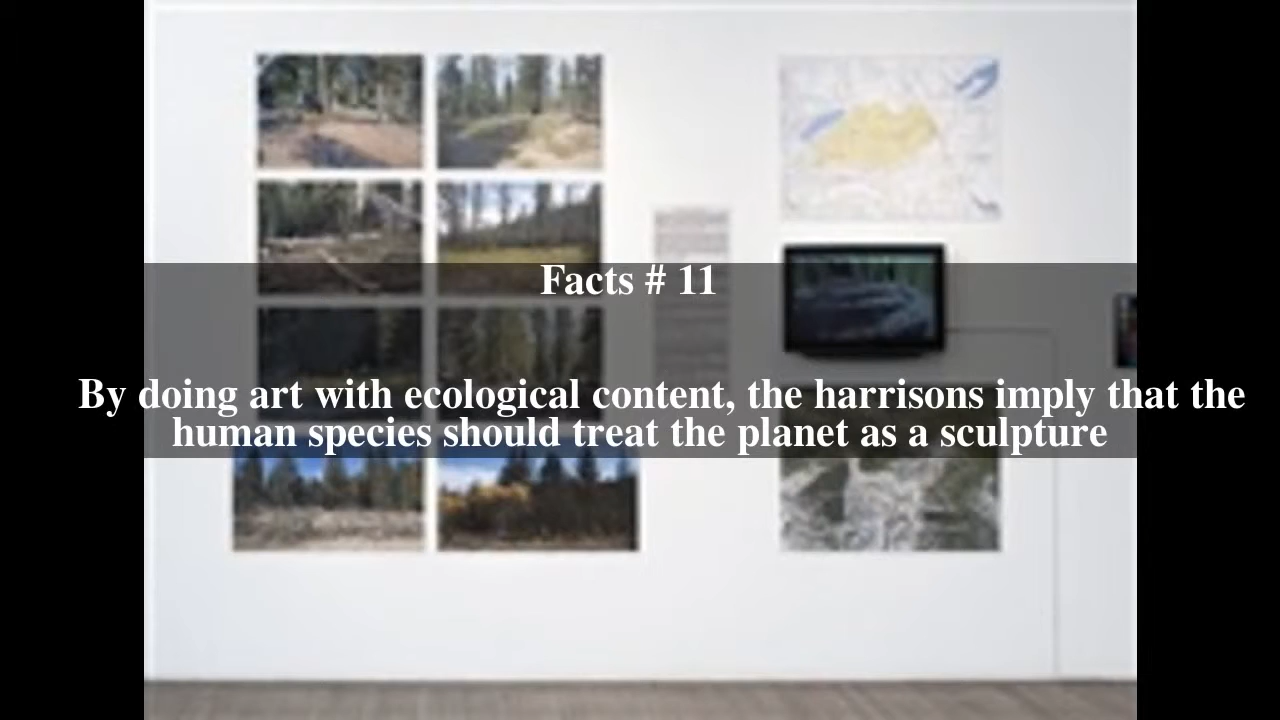 Facts # 11
By doing art with ecological content, the harrisons imply that the
human species should treat the planet as a sculpture